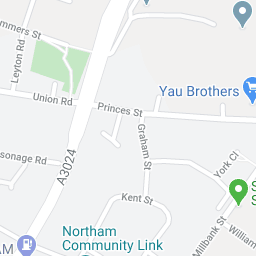 mmers St
Leyton Rd
Union Rd
Princes St
Yau Brothers
Graham St
sonage Rd
A3024
York Cl
Kent St
S
S
Northam
Community Link
Millbank St
William
AM